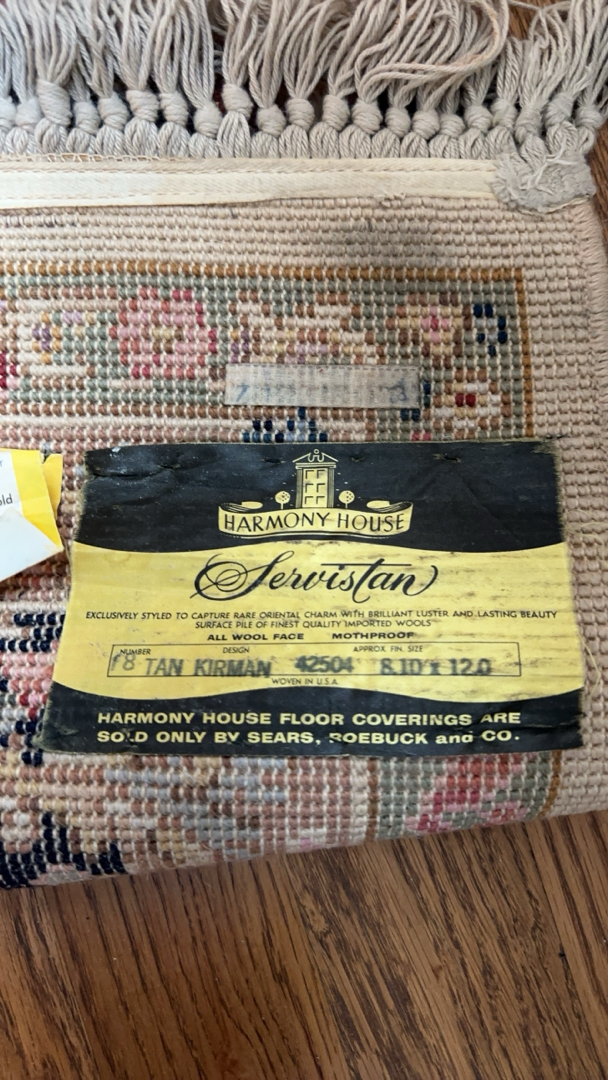 old
HARMONY HOUSE
Servistan
EXCLUSIVELY STYLED TO CAPTURE RARE ORIENTAL CHARM WITH BRILLIANT LUSTER AND LASTING BEAUTY
SURFACE PILE OF FINEST QUALITY IMPORTED WOOLS
ALL WOOL FACE MOTHPROOF
NUMBER DESIGN APPROX. FIN. SIZE
TAN KIRMAN 42504 8.10 x 12.0
WOVEN IN U.S.A.
HARMONY HOUSE FLOOR COVERINGS ARE
SOLD ONLY BY SEARS, ROEBUCK and CO.